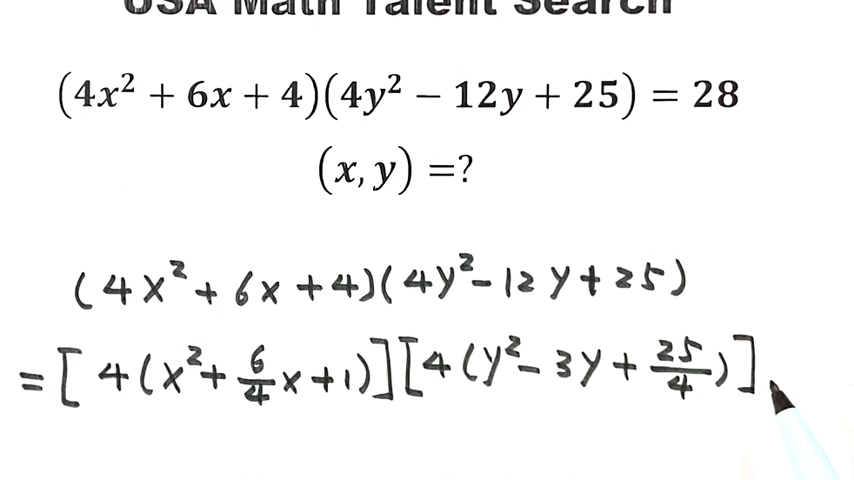 USA Math Talent Search
(4x² + 6x + 4)(4y² − 12y + 25) = 28
(x, y) =?
(4x² + 6x + 4)(4y² − 12y + 25)
= [4(x² + 6/4 x + 1)][4(y² − 3y + 25/4)]